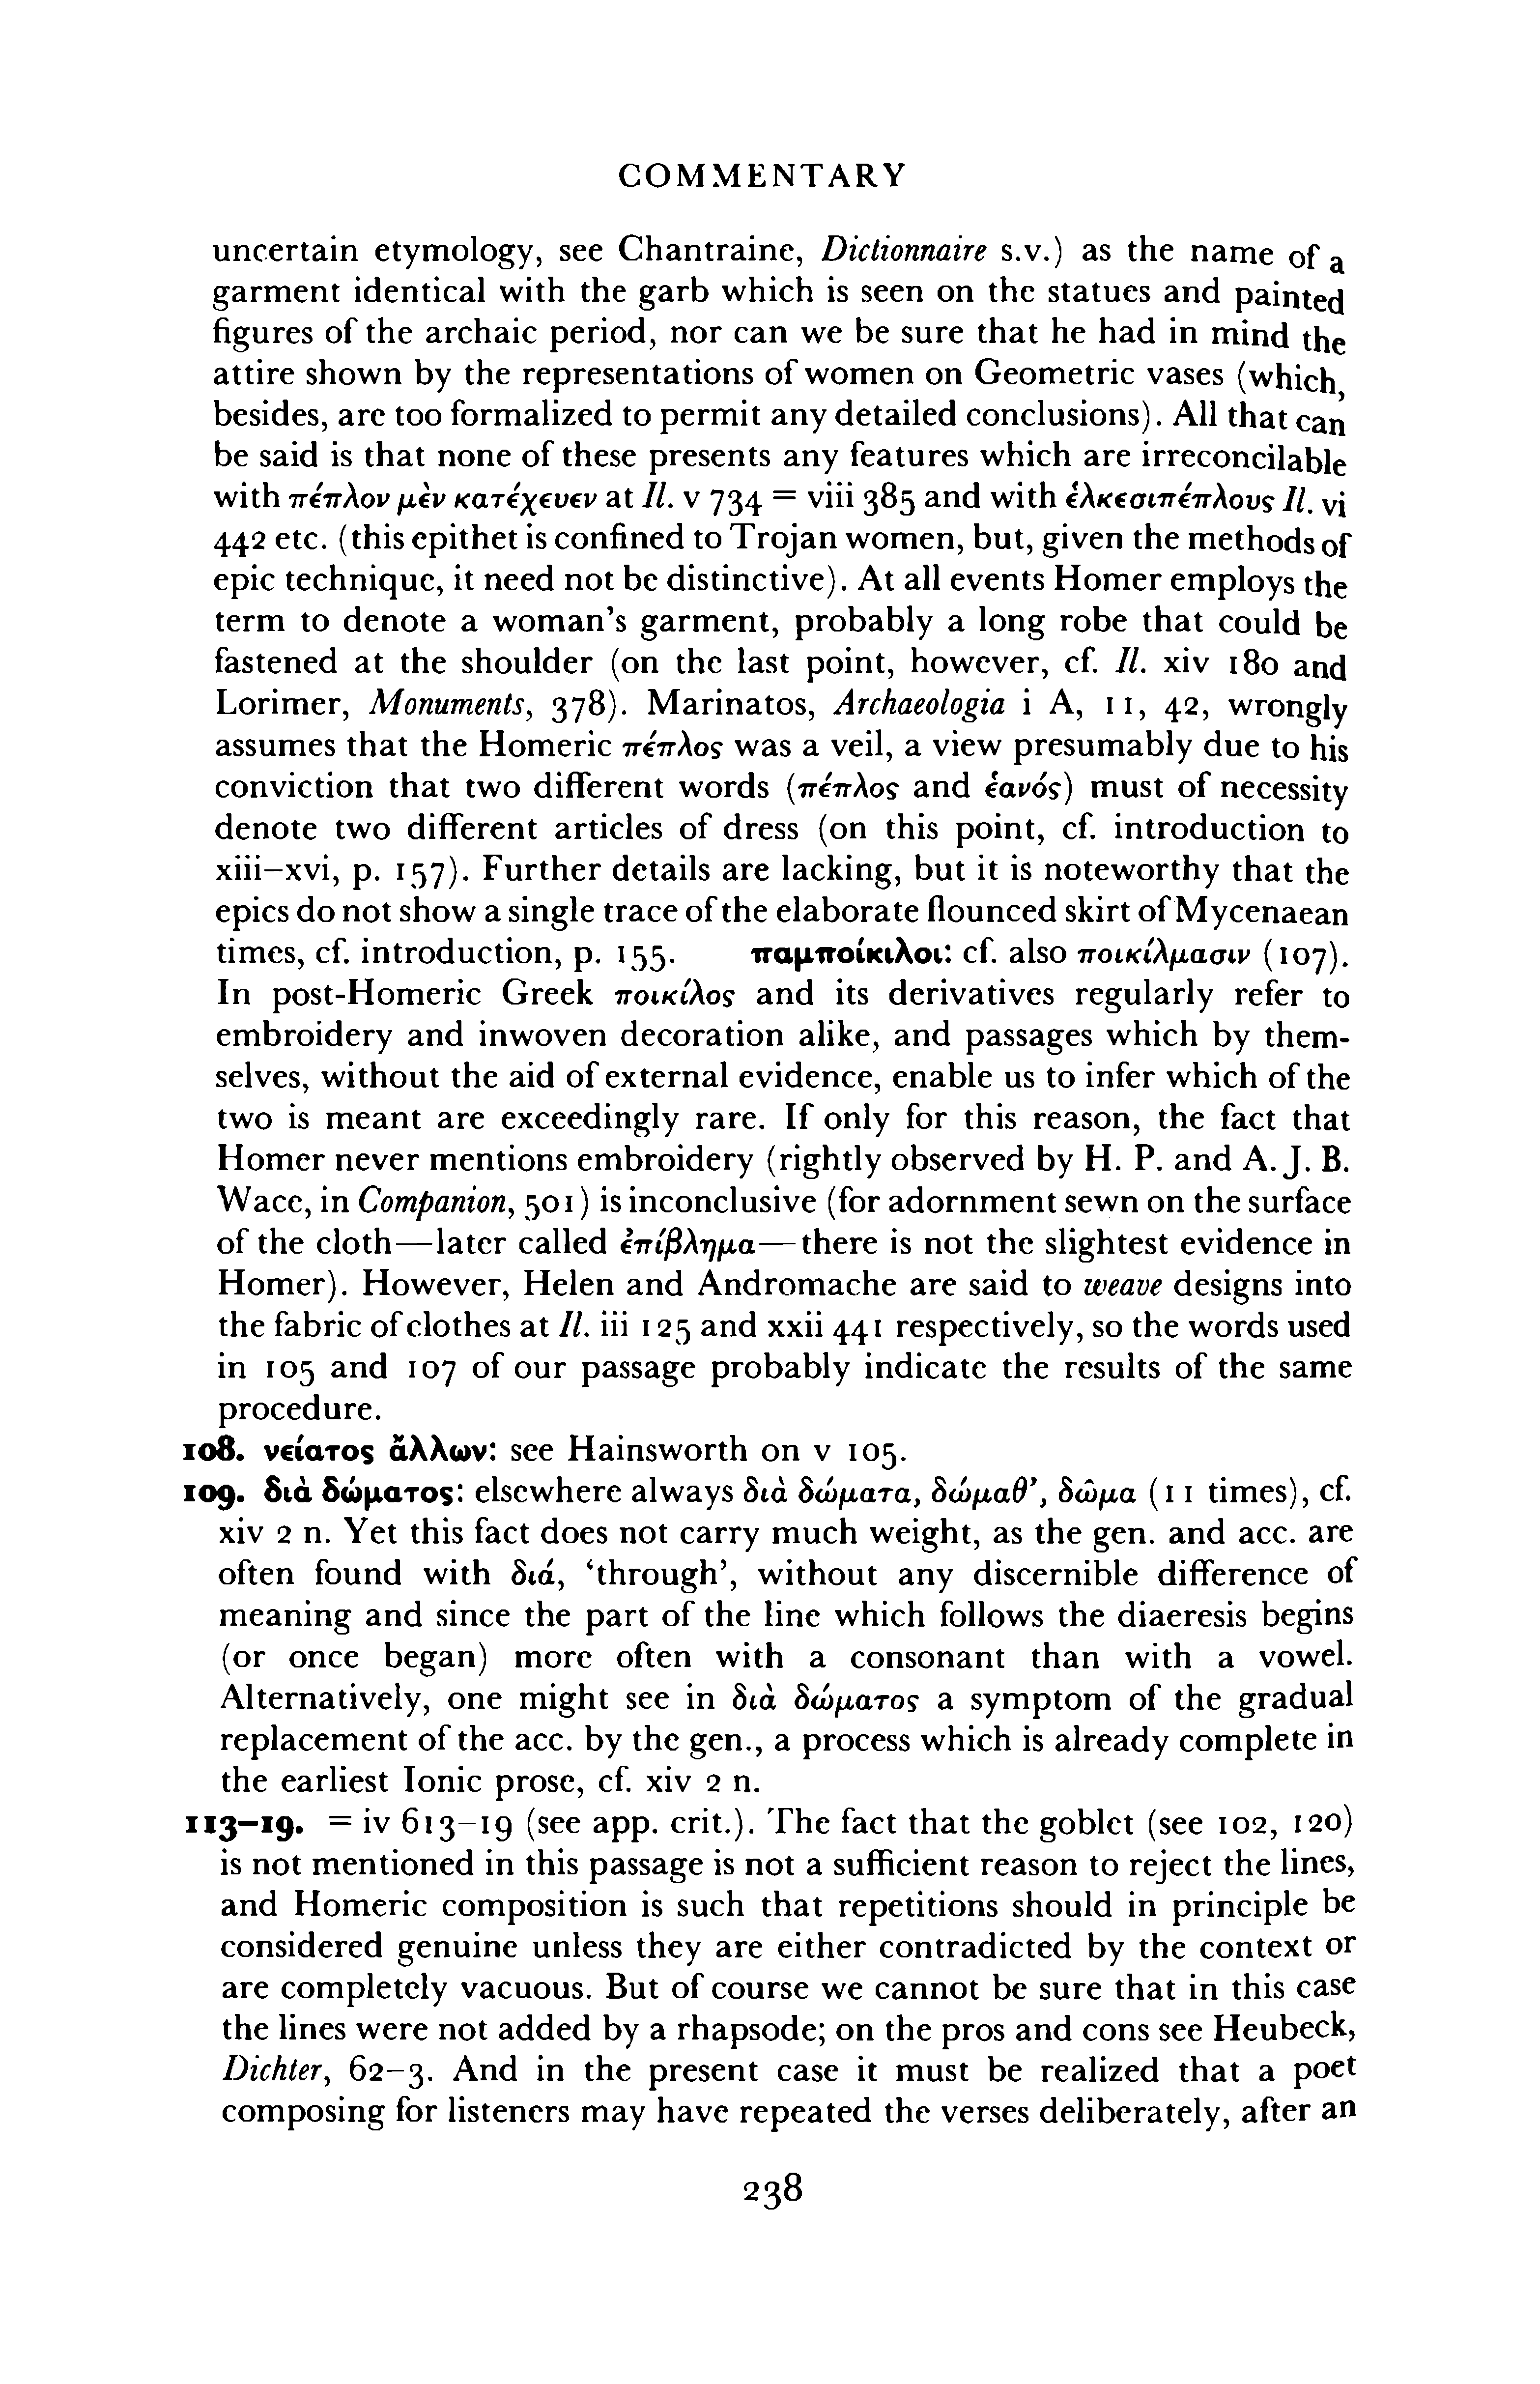 COMMENTARY
uncertain etymology, see Chantraine, Dictionnaire s.v.) as the name of a
garment identical with the garb which is seen on the statues and painted
figures of the archaic period, nor can we be sure that he had in mind the
attire shown by the representations of women on Geometric vases (which,
besides, are too formalized to permit any detailed conclusions). All that can
be said is that none of these presents any features which are irreconcilable
with πέπλον μὲν κατέχευεν at Il. v 734 = viii 385 and with ἑλκεσιπέπλους Il. vi
442 etc. (this epithet is confined to Trojan women, but, given the methods of
epic technique, it need not be distinctive). At all events Homer employs the
term to denote a woman's garment, probably a long robe that could be
fastened at the shoulder (on the last point, however, cf. Il. xiv 180 and
Lorimer, Monuments, 378). Marinatos, Archaeologia i A, 11, 42, wrongly
assumes that the Homeric πέπλος was a veil, a view presumably due to his
conviction that two different words (πέπλος and ἑανός) must of necessity
denote two different articles of dress (on this point, cf. introduction to
xiii–xvi, p. 157). Further details are lacking, but it is noteworthy that the
epics do not show a single trace of the elaborate flounced skirt of Mycenaean
times, cf. introduction, p. 155. παμποίκιλοι: cf. also ποικίλμασιν (107).
In post-Homeric Greek ποικίλος and its derivatives regularly refer to
embroidery and inwoven decoration alike, and passages which by them-
selves, without the aid of external evidence, enable us to infer which of the
two is meant are exceedingly rare. If only for this reason, the fact that
Homer never mentions embroidery (rightly observed by H. P. and A. J. B.
Wace, in Companion, 501) is inconclusive (for adornment sewn on the surface
of the cloth—later called ἐπίβλημα—there is not the slightest evidence in
Homer). However, Helen and Andromache are said to weave designs into
the fabric of clothes at Il. iii 125 and xxii 441 respectively, so the words used
in 105 and 107 of our passage probably indicate the results of the same
procedure.
108. νείατος ἄλλων: see Hainsworth on v 105.
109. διὰ δώματος: elsewhere always διὰ δώματα, δώμαθ', δῶμα (11 times), cf.
xiv 2 n. Yet this fact does not carry much weight, as the gen. and acc. are
often found with διά, 'through', without any discernible difference of
meaning and since the part of the line which follows the diaeresis begins
(or once began) more often with a consonant than with a vowel.
Alternatively, one might see in διὰ δώματος a symptom of the gradual
replacement of the acc. by the gen., a process which is already complete in
the earliest Ionic prose, cf. xiv 2 n.
113–19. = iv 613–19 (see app. crit.). The fact that the goblet (see 102, 120)
is not mentioned in this passage is not a sufficient reason to reject the lines,
and Homeric composition is such that repetitions should in principle be
considered genuine unless they are either contradicted by the context or
are completely vacuous. But of course we cannot be sure that in this case
the lines were not added by a rhapsode; on the pros and cons see Heubeck,
Dichter, 62–3. And in the present case it must be realized that a poet
composing for listeners may have repeated the verses deliberately, after an
238